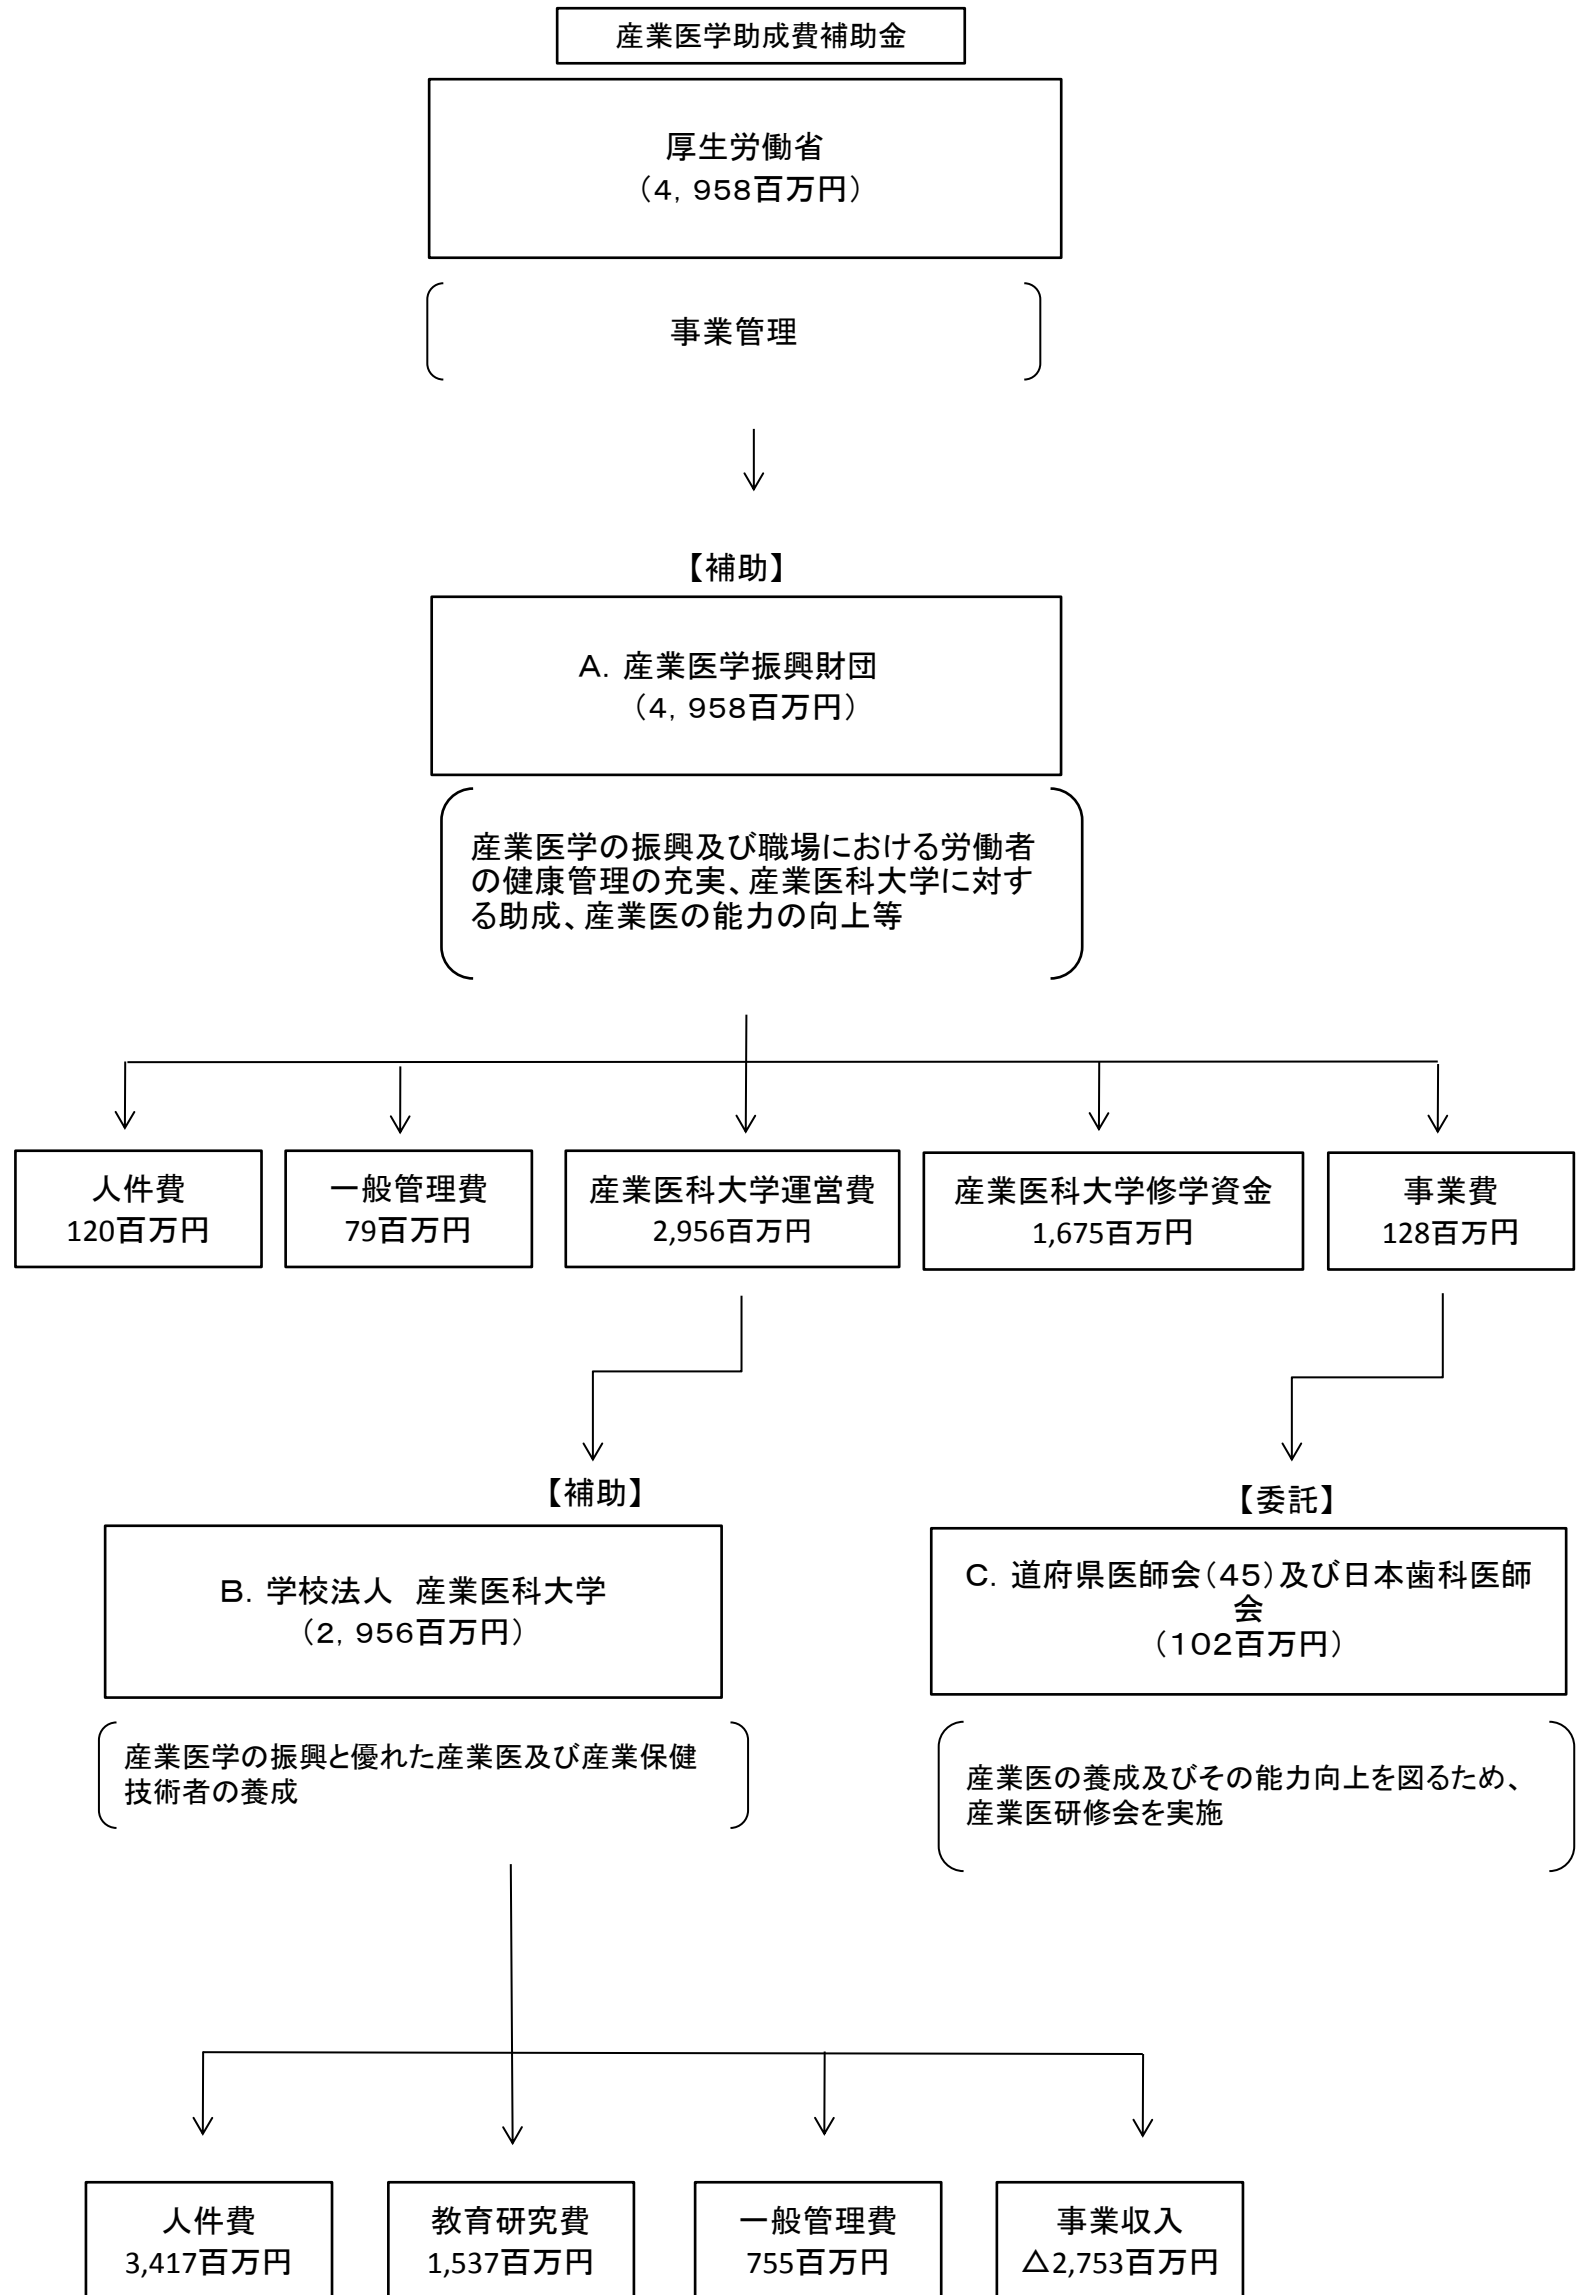 産業医学助成費補助金
厚生労働省
（4，958百万円）
事業管理
【補助】
A．産業医学振興財団
（4，958百万円）
産業医学の振興及び職場における労働者
の健康管理の充実、産業医科大学に対す
る助成、産業医の能力の向上等
人件費
120百万円
一般管理費
79百万円
産業医科大学運営費
2,956百万円
産業医科大学修学資金
1,675百万円
事業費
128百万円
【補助】
B．学校法人　産業医科大学
（2，956百万円）
産業医学の振興と優れた産業医及び産業保健
技術者の養成
【委託】
C．道府県医師会（45）及び日本歯科医師
会
（102百万円）
産業医の養成及びその能力向上を図るため、
産業医研修会を実施
人件費
3,417百万円
教育研究費
1,537百万円
一般管理費
755百万円
事業収入
△2,753百万円